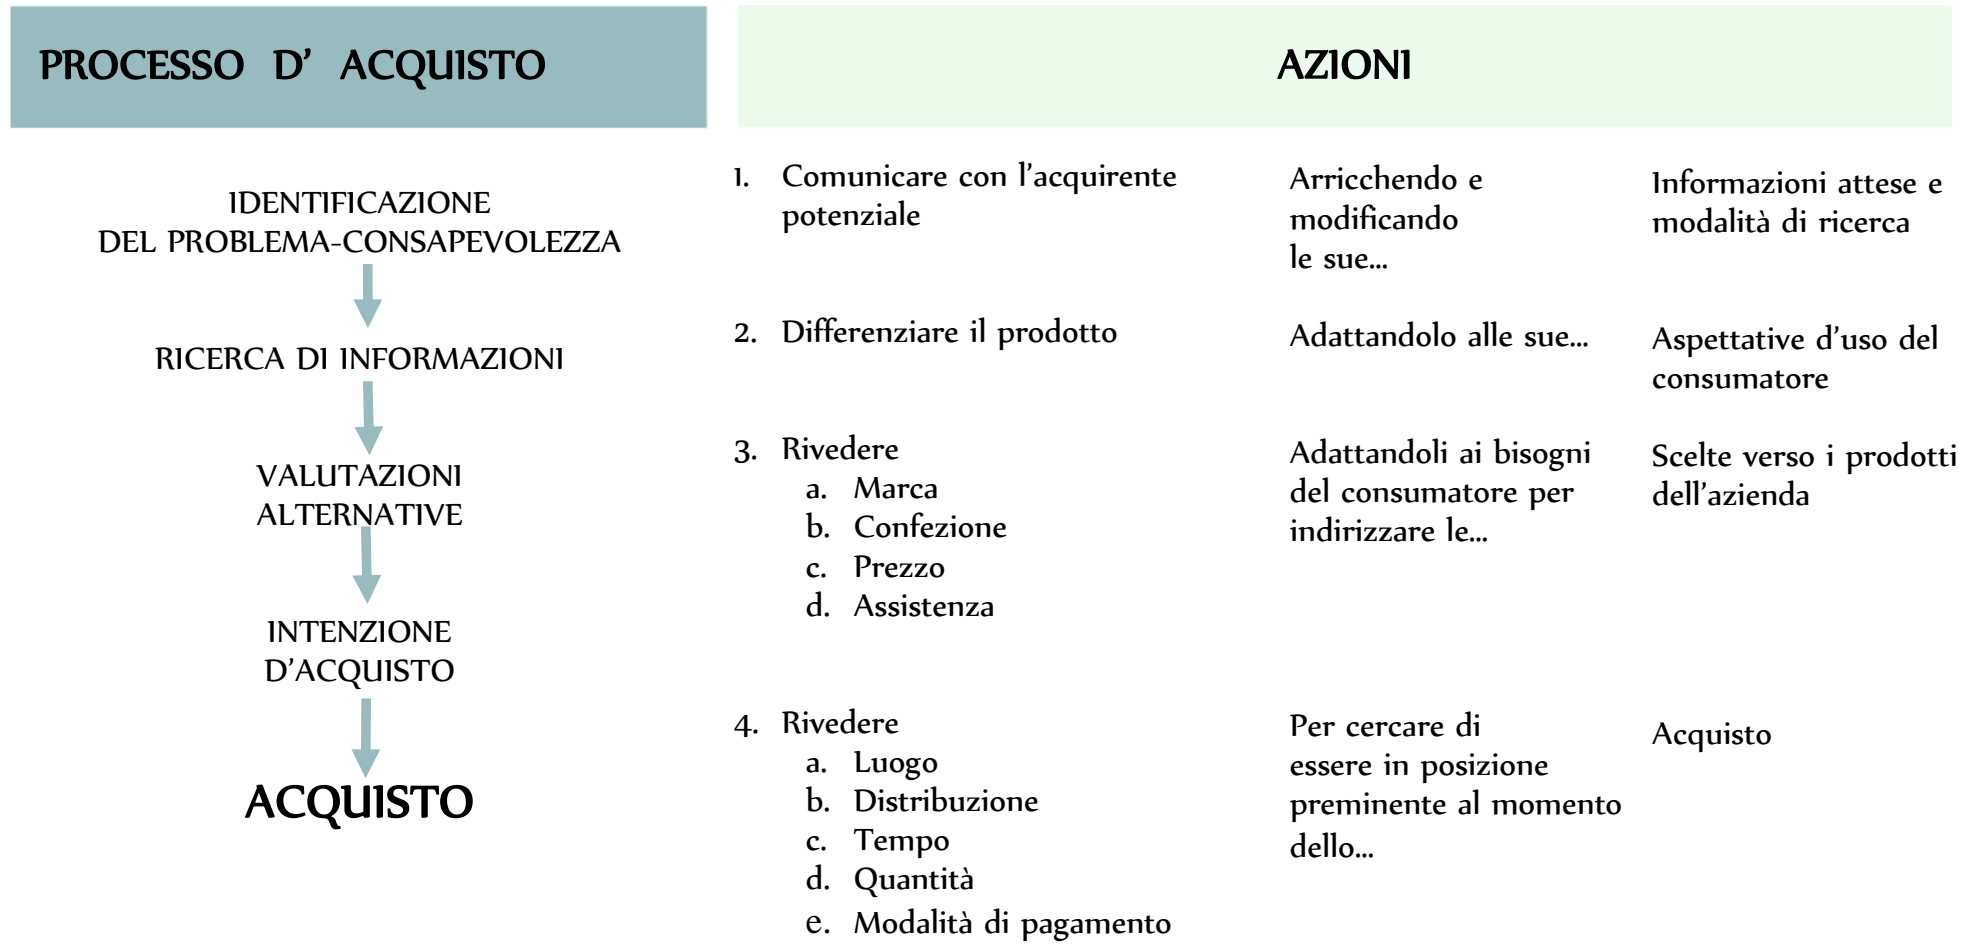 PROCESSO D’ ACQUISTO
IDENTIFICAZIONE
DEL PROBLEMA-CONSAPEVOLEZZA
RICERCA DI INFORMAZIONI
VALUTAZIONI
ALTERNATIVE
INTENZIONE
D’ACQUISTO
ACQUISTO
AZIONI
1. Comunicare con l’acquirente
potenziale
Arricchendo e
modificando
le sue...
Informazioni attese e
modalità di ricerca
2. Differenziare il prodotto
Adattandolo alle sue...
Aspettative d’uso del
consumatore
3. Rivedere
a. Marca
b. Confezione
c. Prezzo
d. Assistenza
Adattandoli ai bisogni
del consumatore per
indirizzare le...
Scelte verso i prodotti
dell’azienda
4. Rivedere
a. Luogo
b. Distribuzione
c. Tempo
d. Quantità
e. Modalità di pagamento
Per cercare di
essere in posizione
preminente al momento
dello...
Acquisto